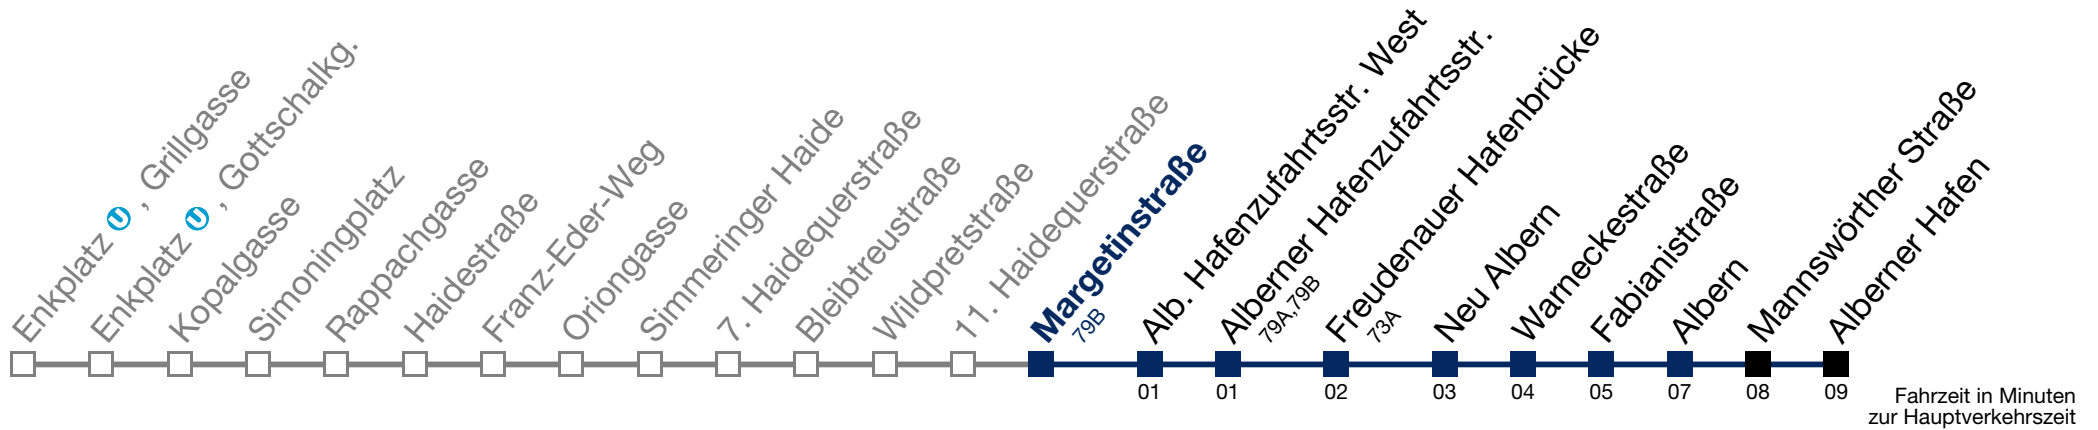 Enkplatz U, Grillgasse
Enkplatz U, Gottschalkg.
Kopalgasse
Simoningplatz
Rappachgasse
Haidestraße
Franz-Eder-Weg
Oriongasse
Simmeringer Haide
7. Haidequerstraße
Bleibtreustraße
Wildpretstraße
11. Haidequerstraße
Margetinstraße
79B
Alb. Hafenzufahrtsstr. West
Alberner Hafenzufahrtsstr.
79A,79B
Freudenauer Hafenbrücke
73A
Neu Albern
Warneckestraße
Fabianistraße
Albern
Mannswörther Straße
Alberner Hafen
01 01 02 03 04 05 07 08 09
Fahrzeit in Minuten
zur Hauptverkehrszeit